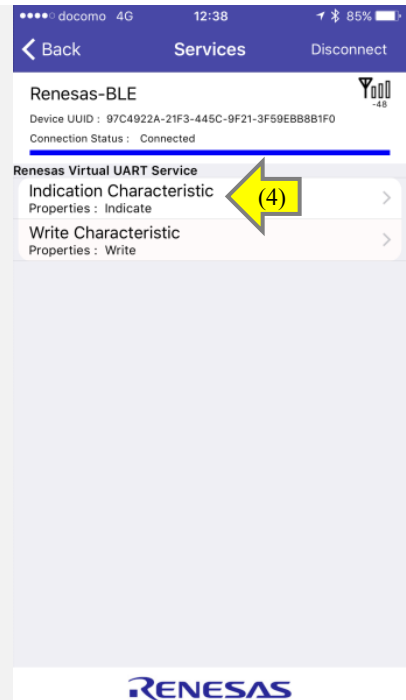 docomo 4G 12:38 85%
Back Services Disconnect
Renesas-BLE
-48
Device UUID : 97C4922A-21F3-445C-9F21-3F59EBB8B1F0
Connection Status : Connected
Renesas Virtual UART Service
Indication Characteristic
(4)
Properties : Indicate
Write Characteristic
Properties : Write
RENESAS